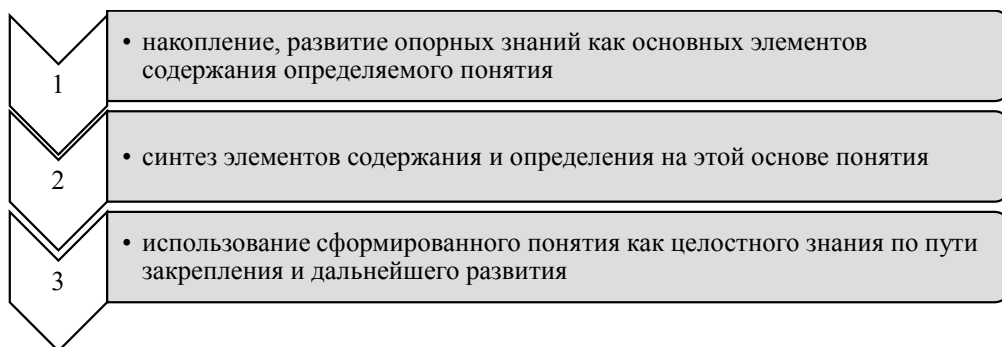 1
• накопление, развитие опорных знаний как основных элементов
содержания определяемого понятия
2
• синтез элементов содержания и определения на этой основе понятия
3
• использование сформированного понятия как целостного знания по пути
закрепления и дальнейшего развития